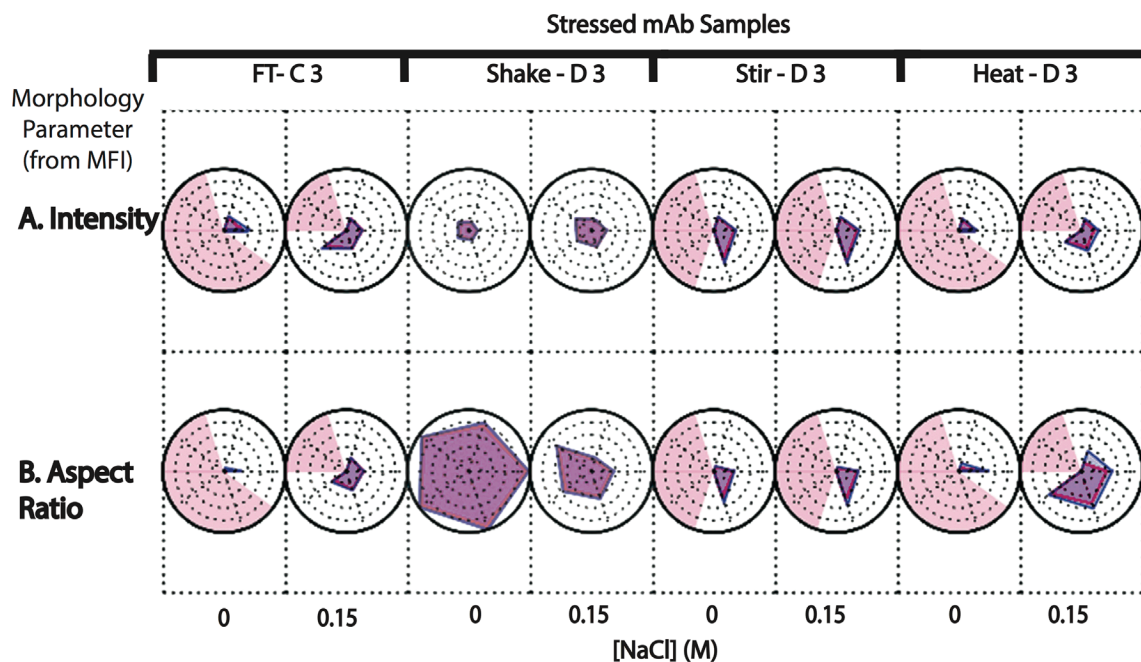 Stressed mAb Samples
FT- C 3 Shake - D 3 Stir - D 3 Heat - D 3
Morphology
Parameter
(from MFI)
A. Intensity
B. Aspect
Ratio
0 0.15 0 0.15 0 0.15 0 0.15
[NaCl] (M)